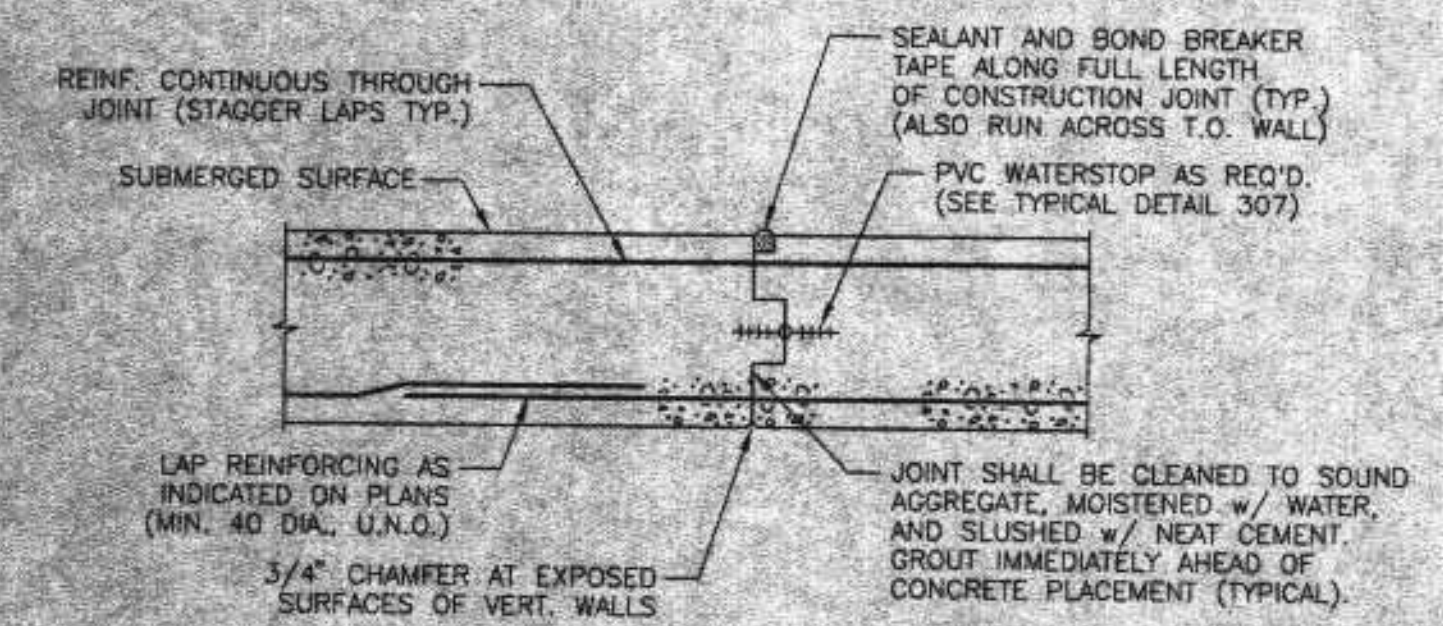 REINF. CONTINUOUS THROUGH
JOINT (STAGGER LAPS TYP.)
SUBMERGED SURFACE
SEALANT AND BOND BREAKER
TAPE ALONG FULL LENGTH
OF CONSTRUCTION JOINT (TYP.)
(ALSO RUN ACROSS T.O. WALL)
PVC WATERSTOP AS REQ'D.
(SEE TYPICAL DETAIL 307)
LAP REINFORCING AS
INDICATED ON PLANS
(MIN. 40 DIA., U.N.O.)
3/4" CHAMFER AT EXPOSED
SURFACES OF VERT. WALLS
JOINT SHALL BE CLEANED TO SOUND
AGGREGATE, MOISTENED w/ WATER,
AND SLUSHED w/ NEAT CEMENT.
GROUT IMMEDIATELY AHEAD OF
CONCRETE PLACEMENT (TYPICAL).